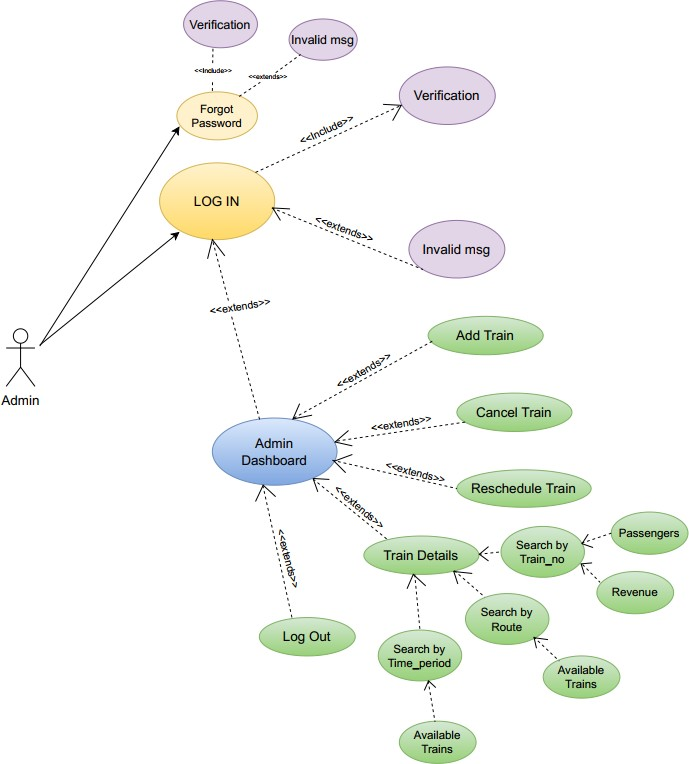 Verification
Invalid msg
<<Include>>
<<extends>>
Forgot
Password
Verification
<<Include>>
LOG IN
<<extends>>
Invalid msg
<<extends>>
Admin
Add Train
<<extends>>
Cancel Train
<<extends>>
Admin
Dashboard
<<extends>>
Reschedule Train
<<extends>>
Train Details
Search by
Train_no
Passengers
Revenue
<<extends>>
Search by
Route
Log Out
Search by
Time_period
Available
Trains
Available
Trains